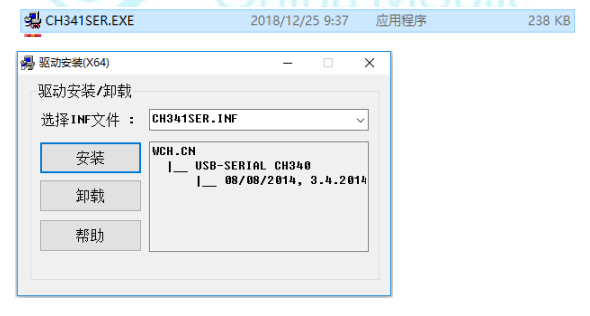 China Mobile
CH341SER.EXE 2018/12/25 9:37 应用程序 238 KB
驱动安装(X64)
驱动安装/卸载
选择INF文件 : CH341SER.INF
安装
卸载
帮助
WCH.CN
|__ USB-SERIAL CH340
|__ 08/08/2014, 3.4.2014